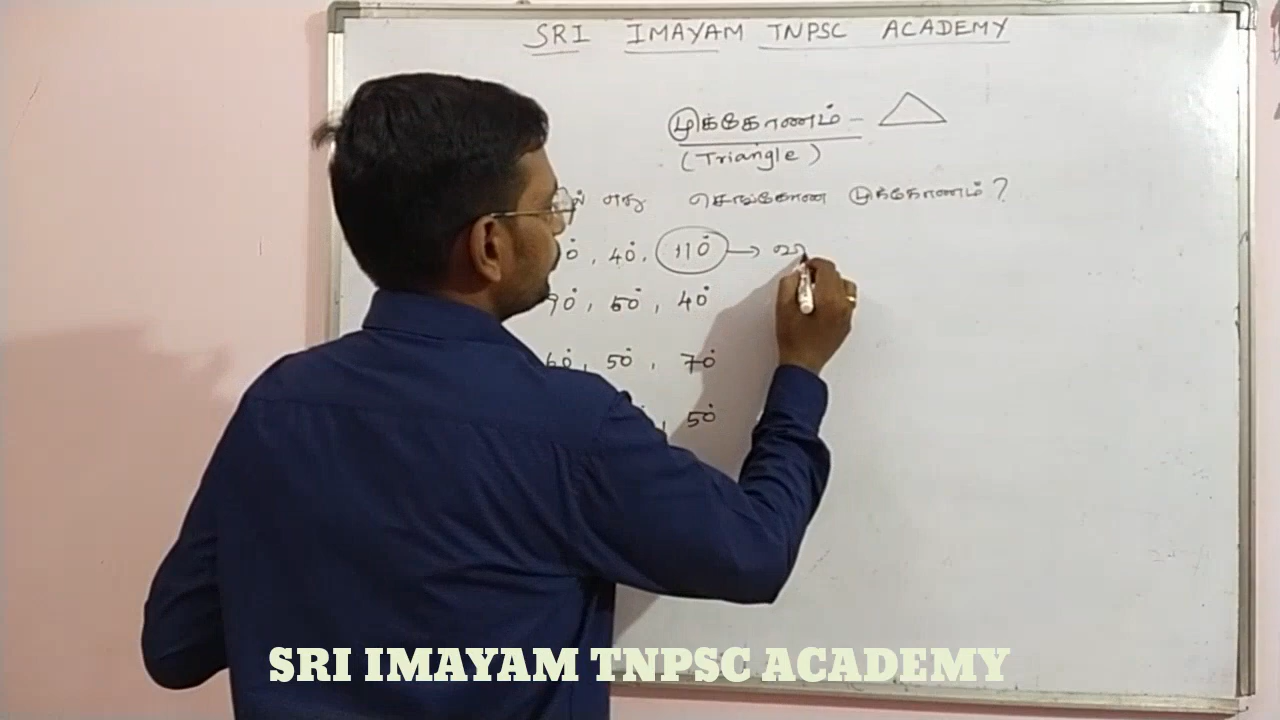 SRI IMAYAM TNPSC ACADEMY
முக்கோணம் -
(Triangle)
எது செங்கோண முக்கோணம் ?
40°, 110° →
90°, 50°, 40°
60°, 50°, 70°
, 50°
SRI IMAYAM TNPSC ACADEMY